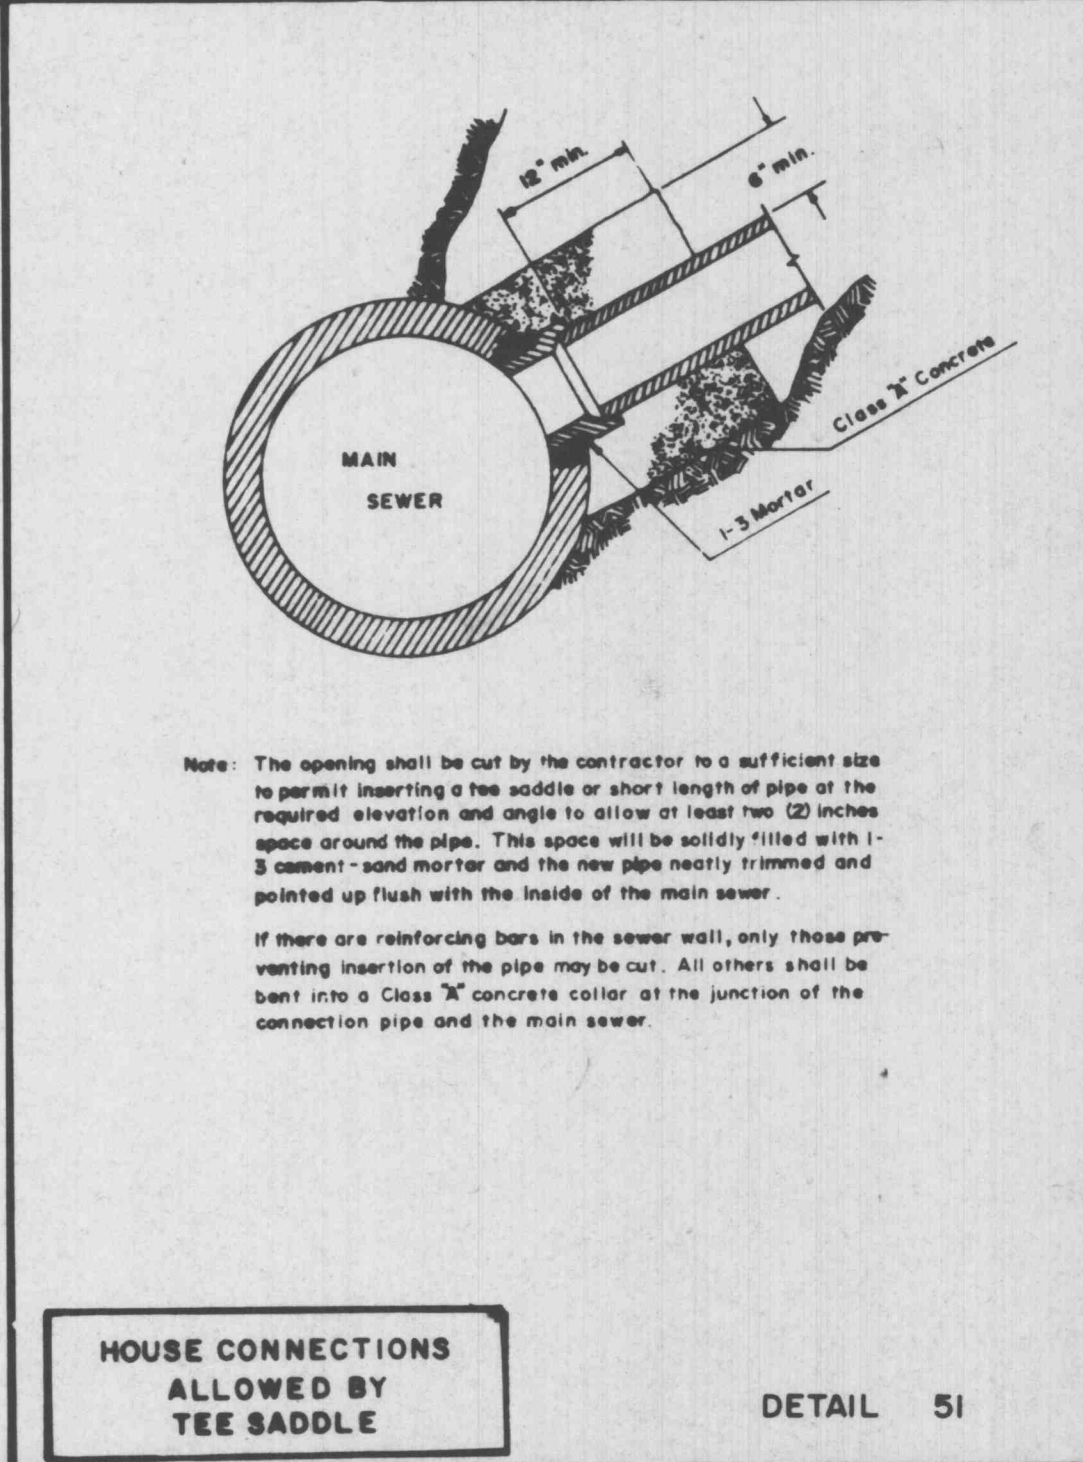 12" min.
6" min.
Class "A" Concrete
MAIN
SEWER
1-3 Mortar
Note: The opening shall be cut by the contractor to a sufficient size
to permit inserting a tee saddle or short length of pipe at the
required elevation and angle to allow at least two (2) inches
space around the pipe. This space will be solidly filled with 1-
3 cement-sand mortar and the new pipe neatly trimmed and
pointed up flush with the inside of the main sewer.
If there are reinforcing bars in the sewer wall, only those pre-
venting insertion of the pipe may be cut. All others shall be
bent into a Class "A" concrete collar at the junction of the
connection pipe and the main sewer.
HOUSE CONNECTIONS
ALLOWED BY
TEE SADDLE
DETAIL 51